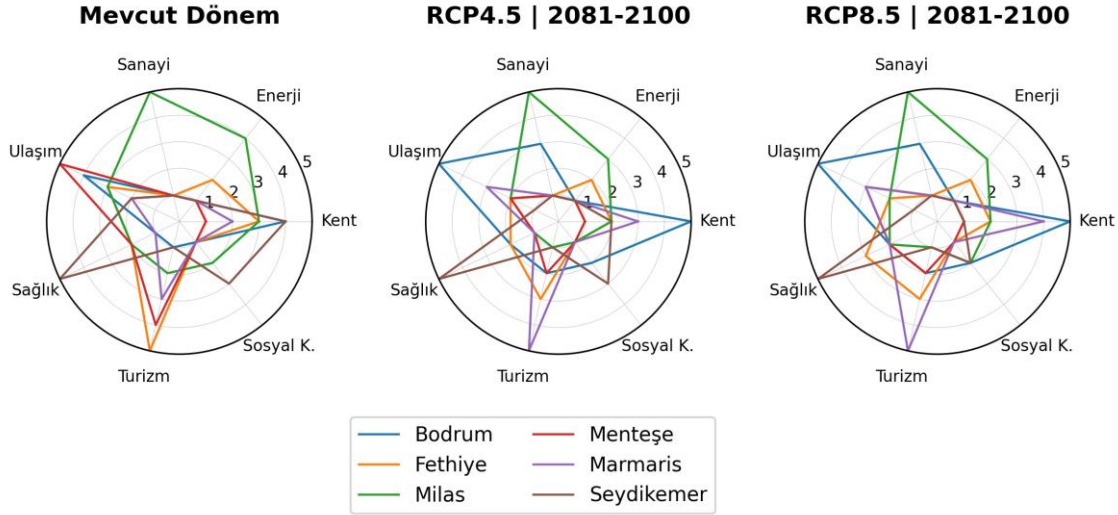 Mevcut Dönem
RCP4.5 | 2081-2100
RCP8.5 | 2081-2100
Sanayi
Enerji
Ulaşım
5
4
3
2
1
Kent
Sağlık
Sosyal K.
Turizm
Sanayi
Enerji
Ulaşım
5
4
3
2
1
Kent
Sağlık
Sosyal K.
Turizm
Sanayi
Enerji
Ulaşım
5
4
3
2
1
Kent
Sağlık
Sosyal K.
Turizm
Bodrum
Menteşe
Fethiye
Marmaris
Milas
Seydikemer